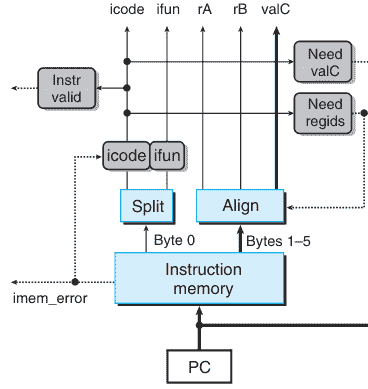 icode ifun rA rB valC
Need
valC
Instr
valid
Need
regids
icode ifun
Split
Align
Byte 0
Bytes 1–5
Instruction
memory
imem_error
PC